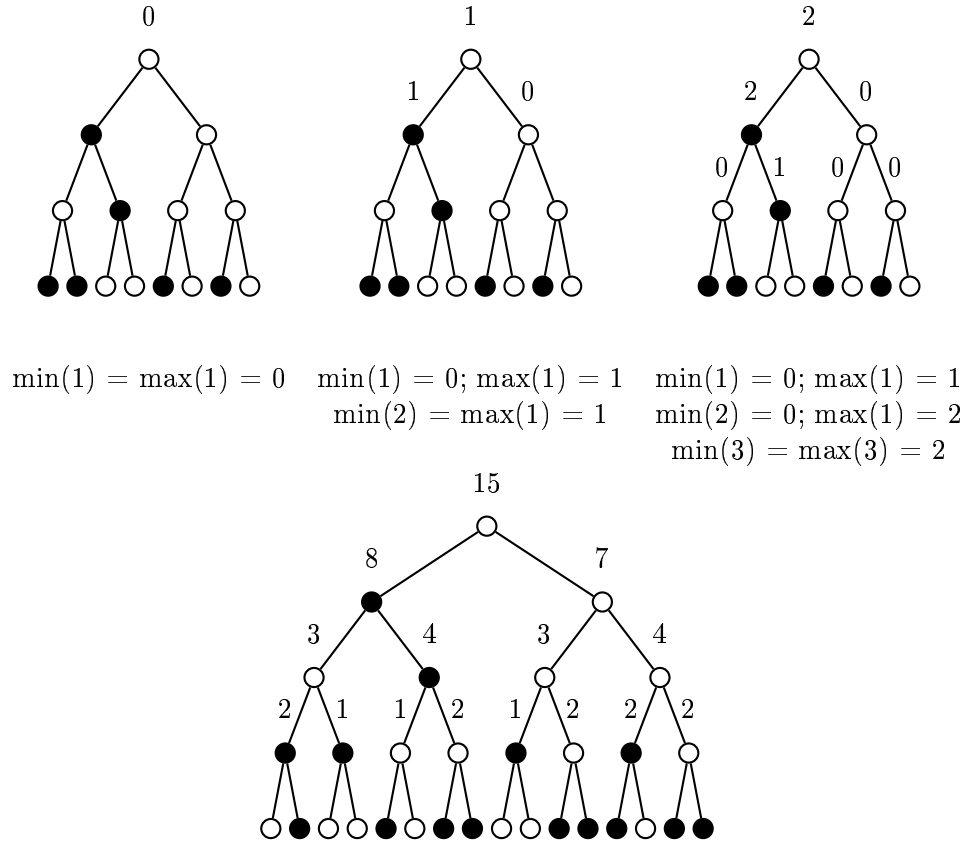 0 1 2
1 0 2 0
0 1 0 0
min(1) = max(1) = 0 min(1) = 0; max(1) = 1 min(1) = 0; max(1) = 1
min(2) = max(1) = 1 min(2) = 0; max(1) = 2
min(3) = max(3) = 2
15
8 7
3 4 3 4
2 1 1 2 1 2 2 2